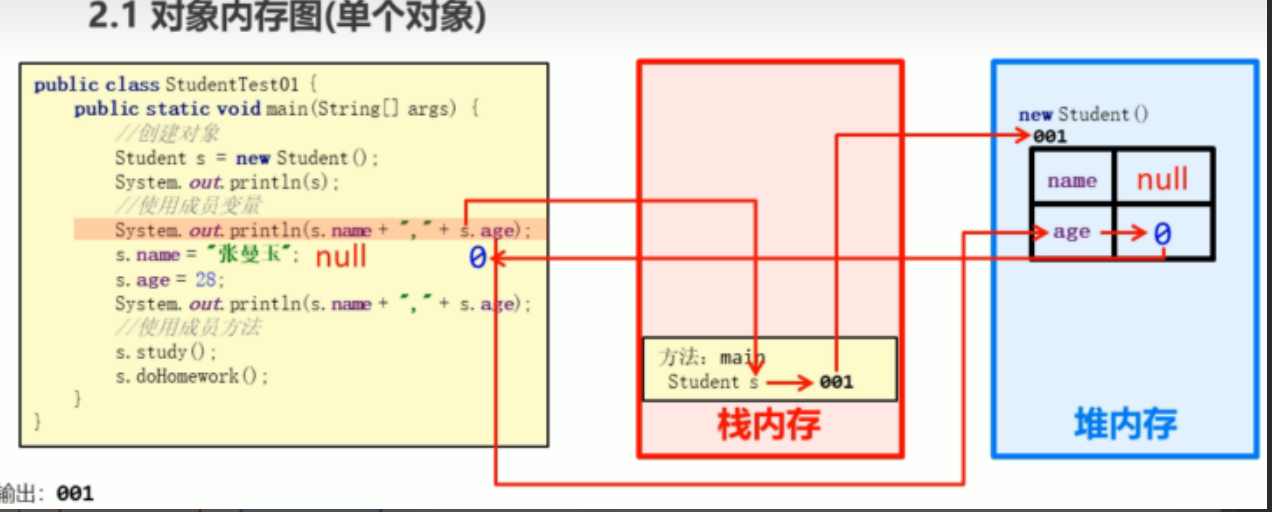 2.1 对象内存图(单个对象)
public class StudentTest01 {
public static void main(String[] args) {
//创建对象
Student s = new Student();
System.out.println(s);
//使用成员变量
System.out.println(s.name + "," + s.age);
s.name = "张曼玉"; null 0
s.age = 28;
System.out.println(s.name + "," + s.age);
//使用成员方法
s.study();
s.doHomework();
}
}
输出: 001
方法: main
Student s 001
栈内存
new Student()
001
name null
age 0
堆内存